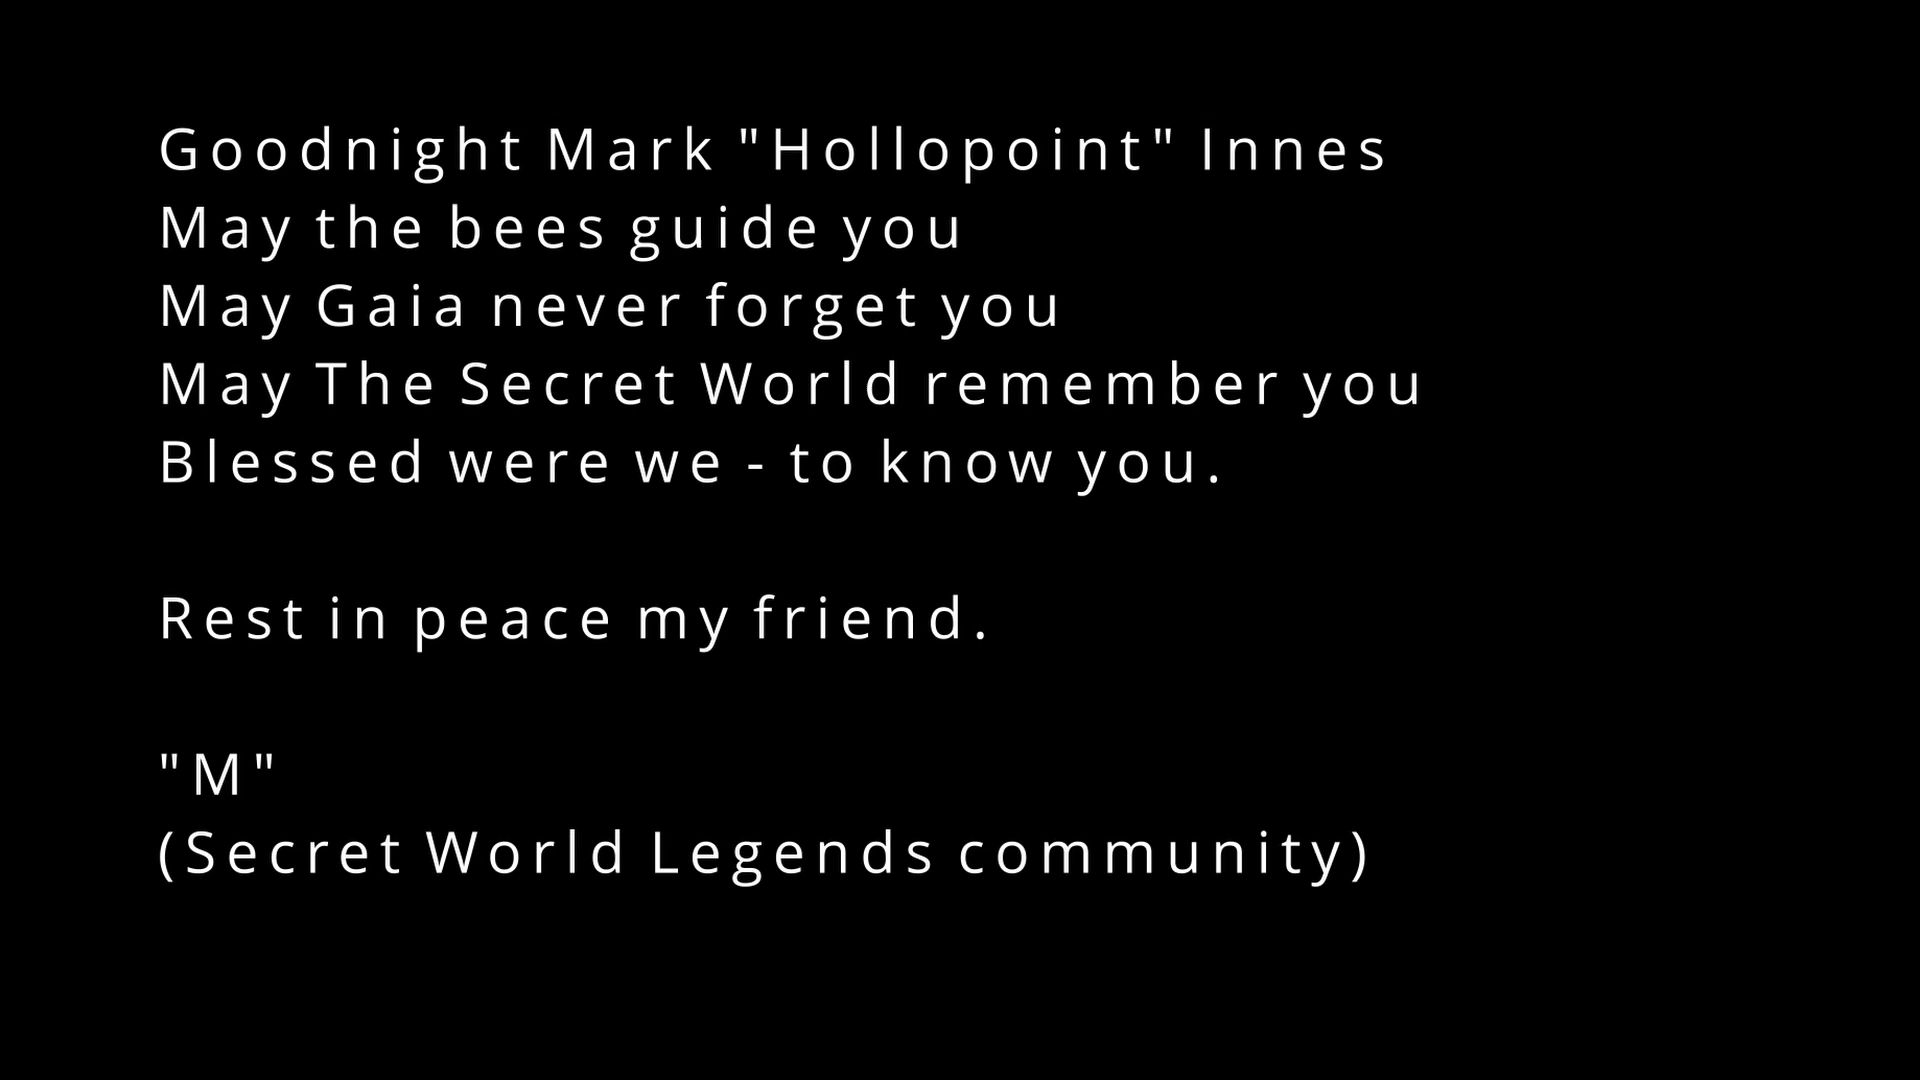 Goodnight Mark "Hollopoint" Innes
May the bees guide you
May Gaia never forget you
May The Secret World remember you
Blessed were we - to know you.
Rest in peace my friend.
"M"
(Secret World Legends community)